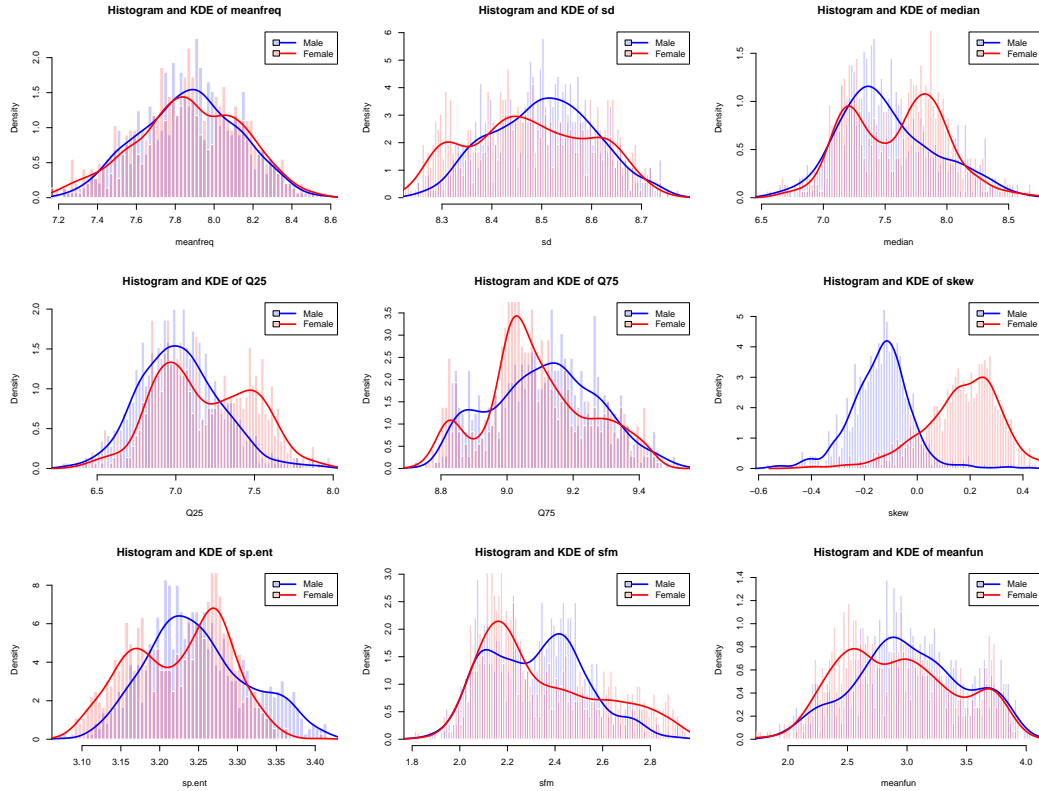 Histogram and KDE of meanfreq
Density
0.0 0.5 1.0 1.5 2.0
7.2 7.4 7.6 7.8 8.0 8.2 8.4 8.6
meanfreq
Male
Female
Histogram and KDE of sd
Density
0 1 2 3 4 5 6
8.3 8.4 8.5 8.6 8.7
sd
Male
Female
Histogram and KDE of median
Density
0.0 0.5 1.0 1.5
6.5 7.0 7.5 8.0 8.5
median
Male
Female
Histogram and KDE of Q25
Density
0.0 0.5 1.0 1.5 2.0
6.5 7.0 7.5 8.0
Q25
Male
Female
Histogram and KDE of Q75
Density
0.0 0.5 1.0 1.5 2.0 2.5 3.0 3.5
8.8 9.0 9.2 9.4
Q75
Male
Female
Histogram and KDE of skew
Density
0 1 2 3 4 5
−0.6 −0.4 −0.2 0.0 0.2 0.4
skew
Male
Female
Histogram and KDE of sp.ent
Density
0 2 4 6 8
3.10 3.15 3.20 3.25 3.30 3.35 3.40
sp.ent
Male
Female
Histogram and KDE of sfm
Density
0.0 0.5 1.0 1.5 2.0 2.5 3.0
1.8 2.0 2.2 2.4 2.6 2.8
sfm
Male
Female
Histogram and KDE of meanfun
Density
0.0 0.2 0.4 0.6 0.8 1.0 1.2 1.4
2.0 2.5 3.0 3.5 4.0
meanfun
Male
Female